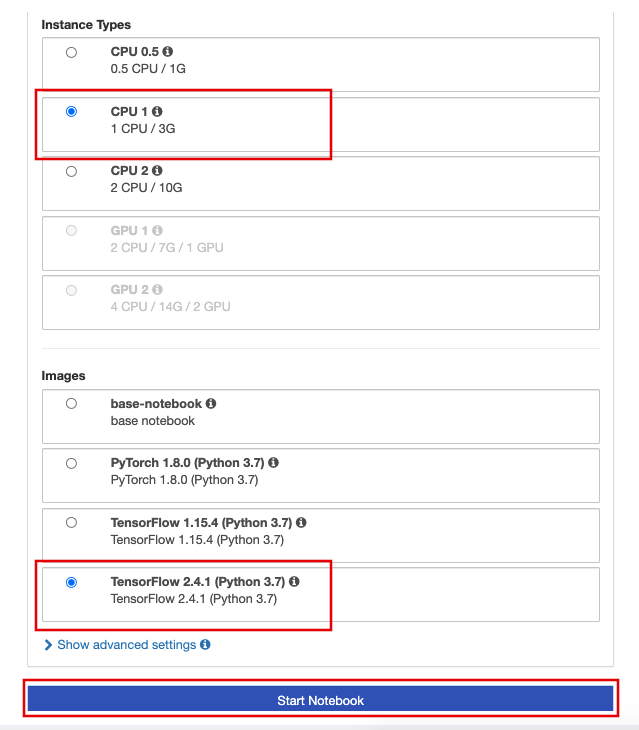 Instance Types
CPU 0.5
0.5 CPU / 1G
CPU 1
1 CPU / 3G
CPU 2
2 CPU / 10G
GPU 1
2 CPU / 7G / 1 GPU
GPU 2
4 CPU / 14G / 2 GPU
Images
base-notebook
base notebook
PyTorch 1.8.0 (Python 3.7)
PyTorch 1.8.0 (Python 3.7)
TensorFlow 1.15.4 (Python 3.7)
TensorFlow 1.15.4 (Python 3.7)
TensorFlow 2.4.1 (Python 3.7)
TensorFlow 2.4.1 (Python 3.7)
Show advanced settings
Start Notebook